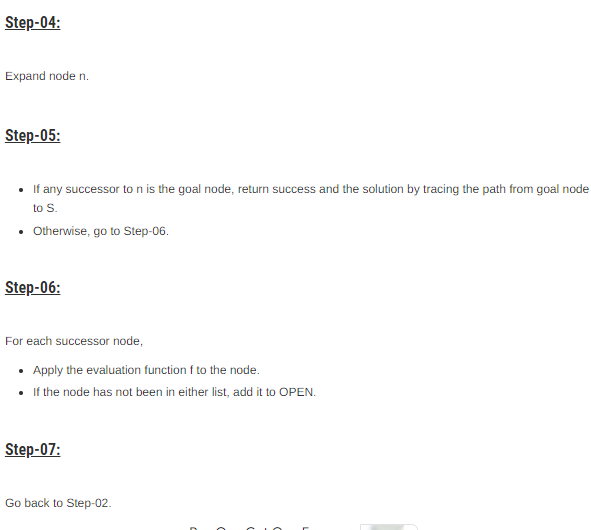 Step-04:
Expand node n.
Step-05:
If any successor to n is the goal node, return success and the solution by tracing the path from goal node
to S.
Otherwise, go to Step-06.
Step-06:
For each successor node,
Apply the evaluation function f to the node.
If the node has not been in either list, add it to OPEN.
Step-07:
Go back to Step-02.